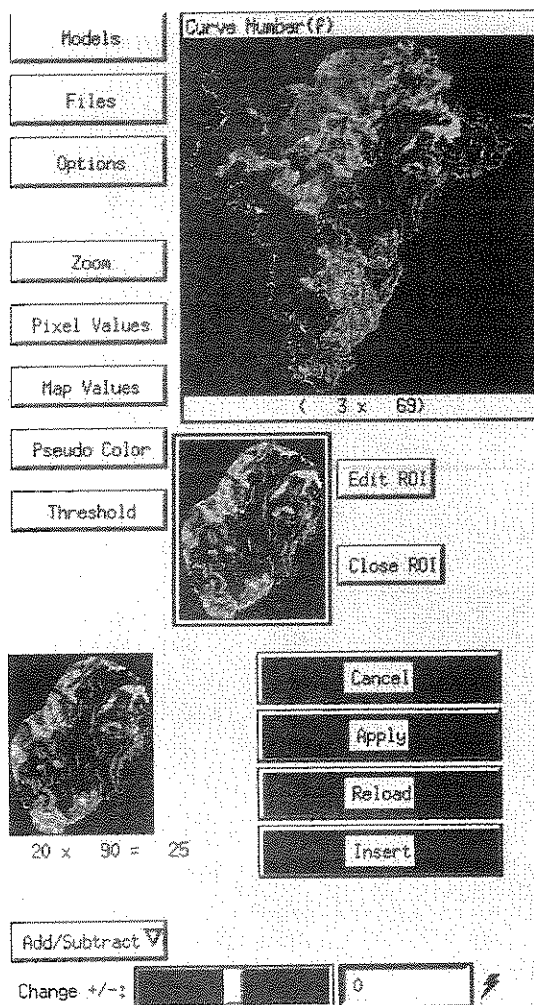 Models
Curve Number(P)
Files
Options
Zoom
Pixel Values
Map Values
( 3 x 69)
Pseudo Color
Threshold
Edit ROI
Close ROI
Cancel
Apply
Reload
Insert
20 x 90 = 25
Add/Subtract
Change +/-:
0